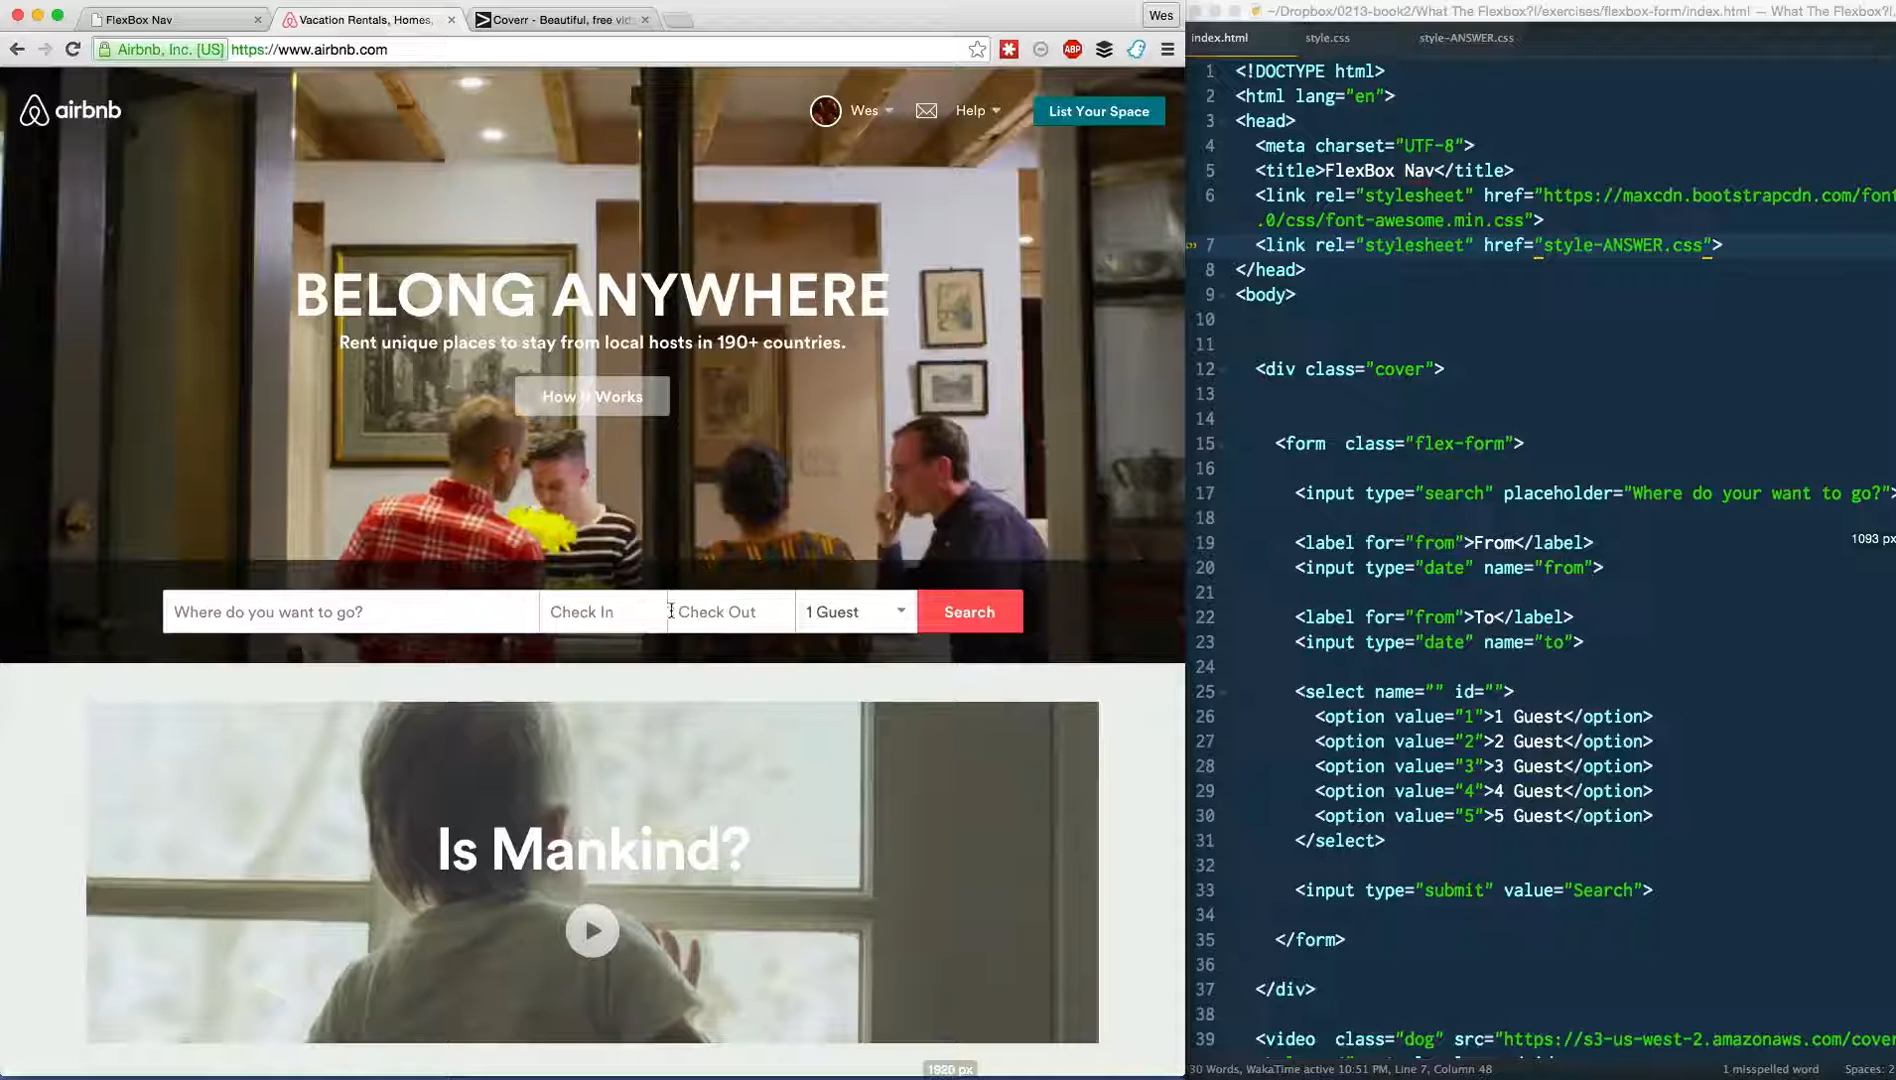 FlexBox Nav
Vacation Rentals, Homes,
Coverr - Beautiful, free vid
Wes
Airbnb, Inc. [US] https://www.airbnb.com
ABP
airbnb
Wes
Help
List Your Space
BELONG ANYWHERE
Rent unique places to stay from local hosts in 190+ countries.
How It Works
Where do you want to go?
Check In
Check Out
1 Guest
Search
Is Mankind?
1920 px
~/Dropbox/0213-book2/What The Flexbox?!/exercises/flexbox-form/index.html — What The Flexbox?!,
index.html
style.css
style-ANSWER.css
1 <!DOCTYPE html>
2 <html lang="en">
3 <head>
4 <meta charset="UTF-8">
5 <title>FlexBox Nav</title>
6 <link rel="stylesheet" href="https://maxcdn.bootstrapcdn.com/font
.0/css/font-awesome.min.css">
7 <link rel="stylesheet" href="style-ANSWER.css">
8 </head>
9 <body>
10
11
12 <div class="cover">
13
14
15 <form class="flex-form">
16
17 <input type="search" placeholder="Where do your want to go?">
18
19 <label for="from">From</label>
1093 px
20 <input type="date" name="from">
21
22 <label for="from">To</label>
23 <input type="date" name="to">
24
25 <select name="" id="">
26 <option value="1">1 Guest</option>
27 <option value="2">2 Guest</option>
28 <option value="3">3 Guest</option>
29 <option value="4">4 Guest</option>
30 <option value="5">5 Guest</option>
31 </select>
32
33 <input type="submit" value="Search">
34
35 </form>
36
37 </div>
38
39 <video class="dog" src="https://s3-us-west-2.amazonaws.com/cover
30 Words, WakaTime active 10:51 PM, Line 7, Column 48
1 misspelled word
Spaces: 2